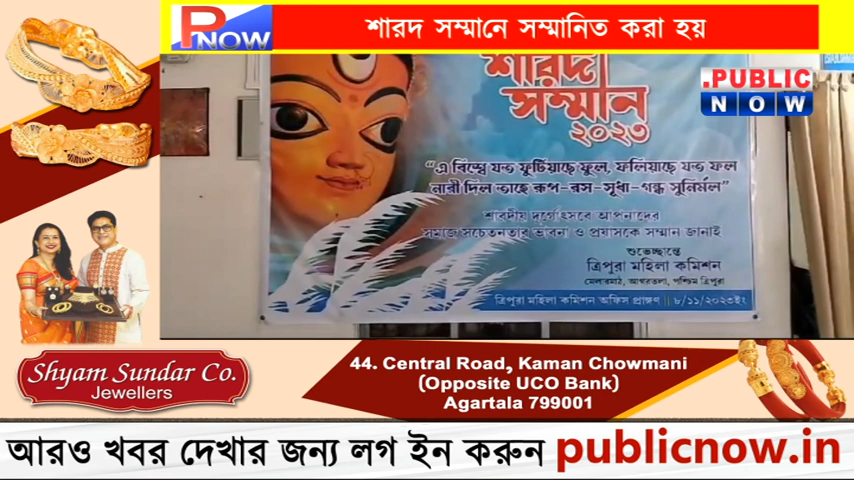 P NOW
শারদ সম্মানে সম্মানিত করা হয়
.PUBLIC
NOW
শারদ
সম্মান
২০২৩
“এ বিশ্বে যত ফুটিয়াছে ফুল, ফলিয়াছে যত ফল
নারী দিল তাহে রূপ-রস-সূধা-গন্ধ সুনির্মল”
শারদীয় দুর্গোৎসবে আপনাদের
সমাজ সচেতনতার ভাবনা ও প্রয়াসকে সম্মান জানাই
শুভেচ্ছান্তে
ত্রিপুরা মহিলা কমিশন
মেলারমাঠ, আগরতলা, পশ্চিম ত্রিপুরা
ত্রিপুরা মহিলা কমিশন অফিস প্রাঙ্গণ || ৮/১১/২০২৩ইং
Shyam Sundar Co.
Jewellers
44. Central Road, Kaman Chowmani
(Opposite UCO Bank)
Agartala 799001
আরও খবর দেখার জন্য লগ ইন করুন publicnow.in